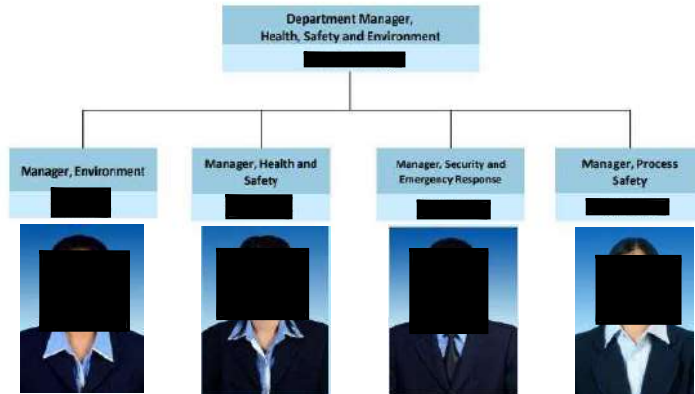 Department Manager,
Health, Safety and Environment
Manager, Environment
Manager, Health and
Safety
Manager, Security and
Emergency Response
Manager, Process
Safety